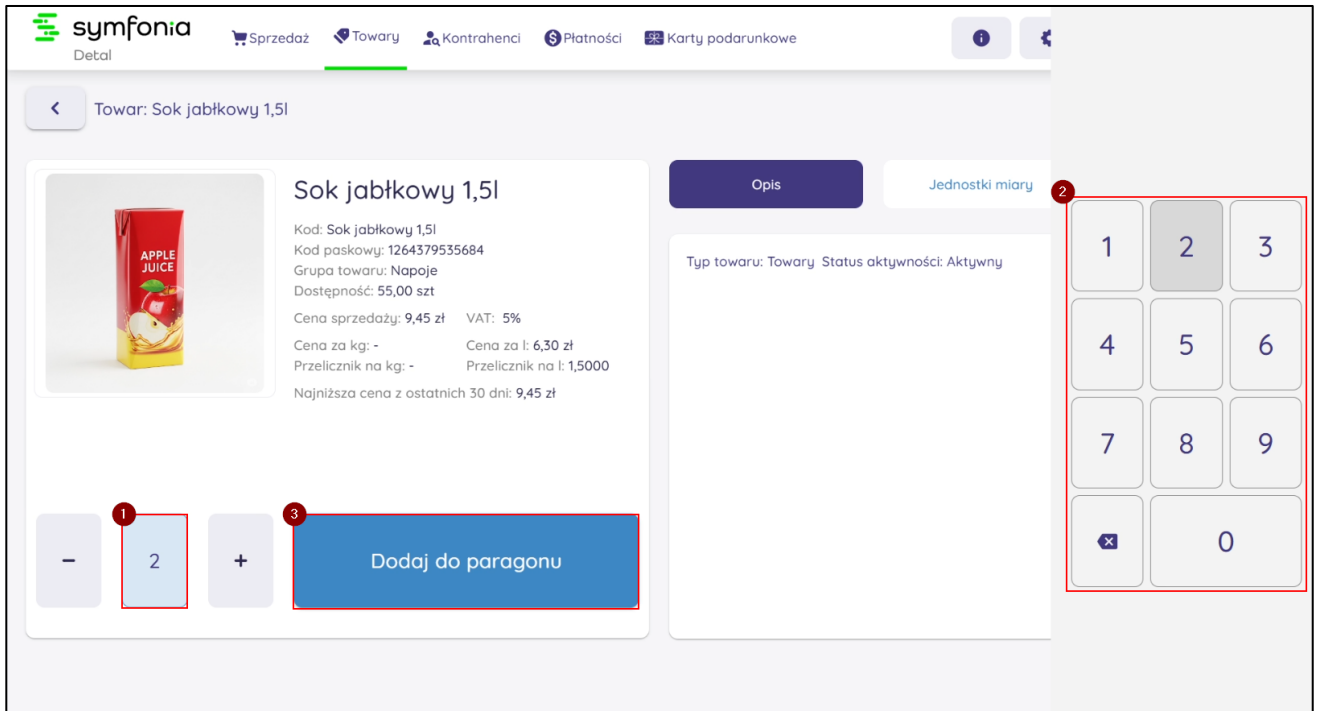 symfonia
Detal
Sprzedaż Towary Kontrahenci Płatności Karty podarunkowe
Towar: Sok jabłkowy 1,5l
APPLE
JUICE
Sok jabłkowy 1,5l
Kod: Sok jabłkowy 1,5l
Kod paskowy: 1264379535684
Grupa towaru: Napoje
Dostępność: 55,00 szt
Cena sprzedaży: 9,45 zł VAT: 5%
Cena za kg: - Cena za l: 6,30 zł
Przelicznik na kg: - Przelicznik na l: 1,5000
Najniższa cena z ostatnich 30 dni: 9,45 zł
1
3
− 2 +
Dodaj do paragonu
Opis Jednostki miary
Typ towaru: Towary Status aktywności: Aktywny
2
1 2 3
4 5 6
7 8 9
0